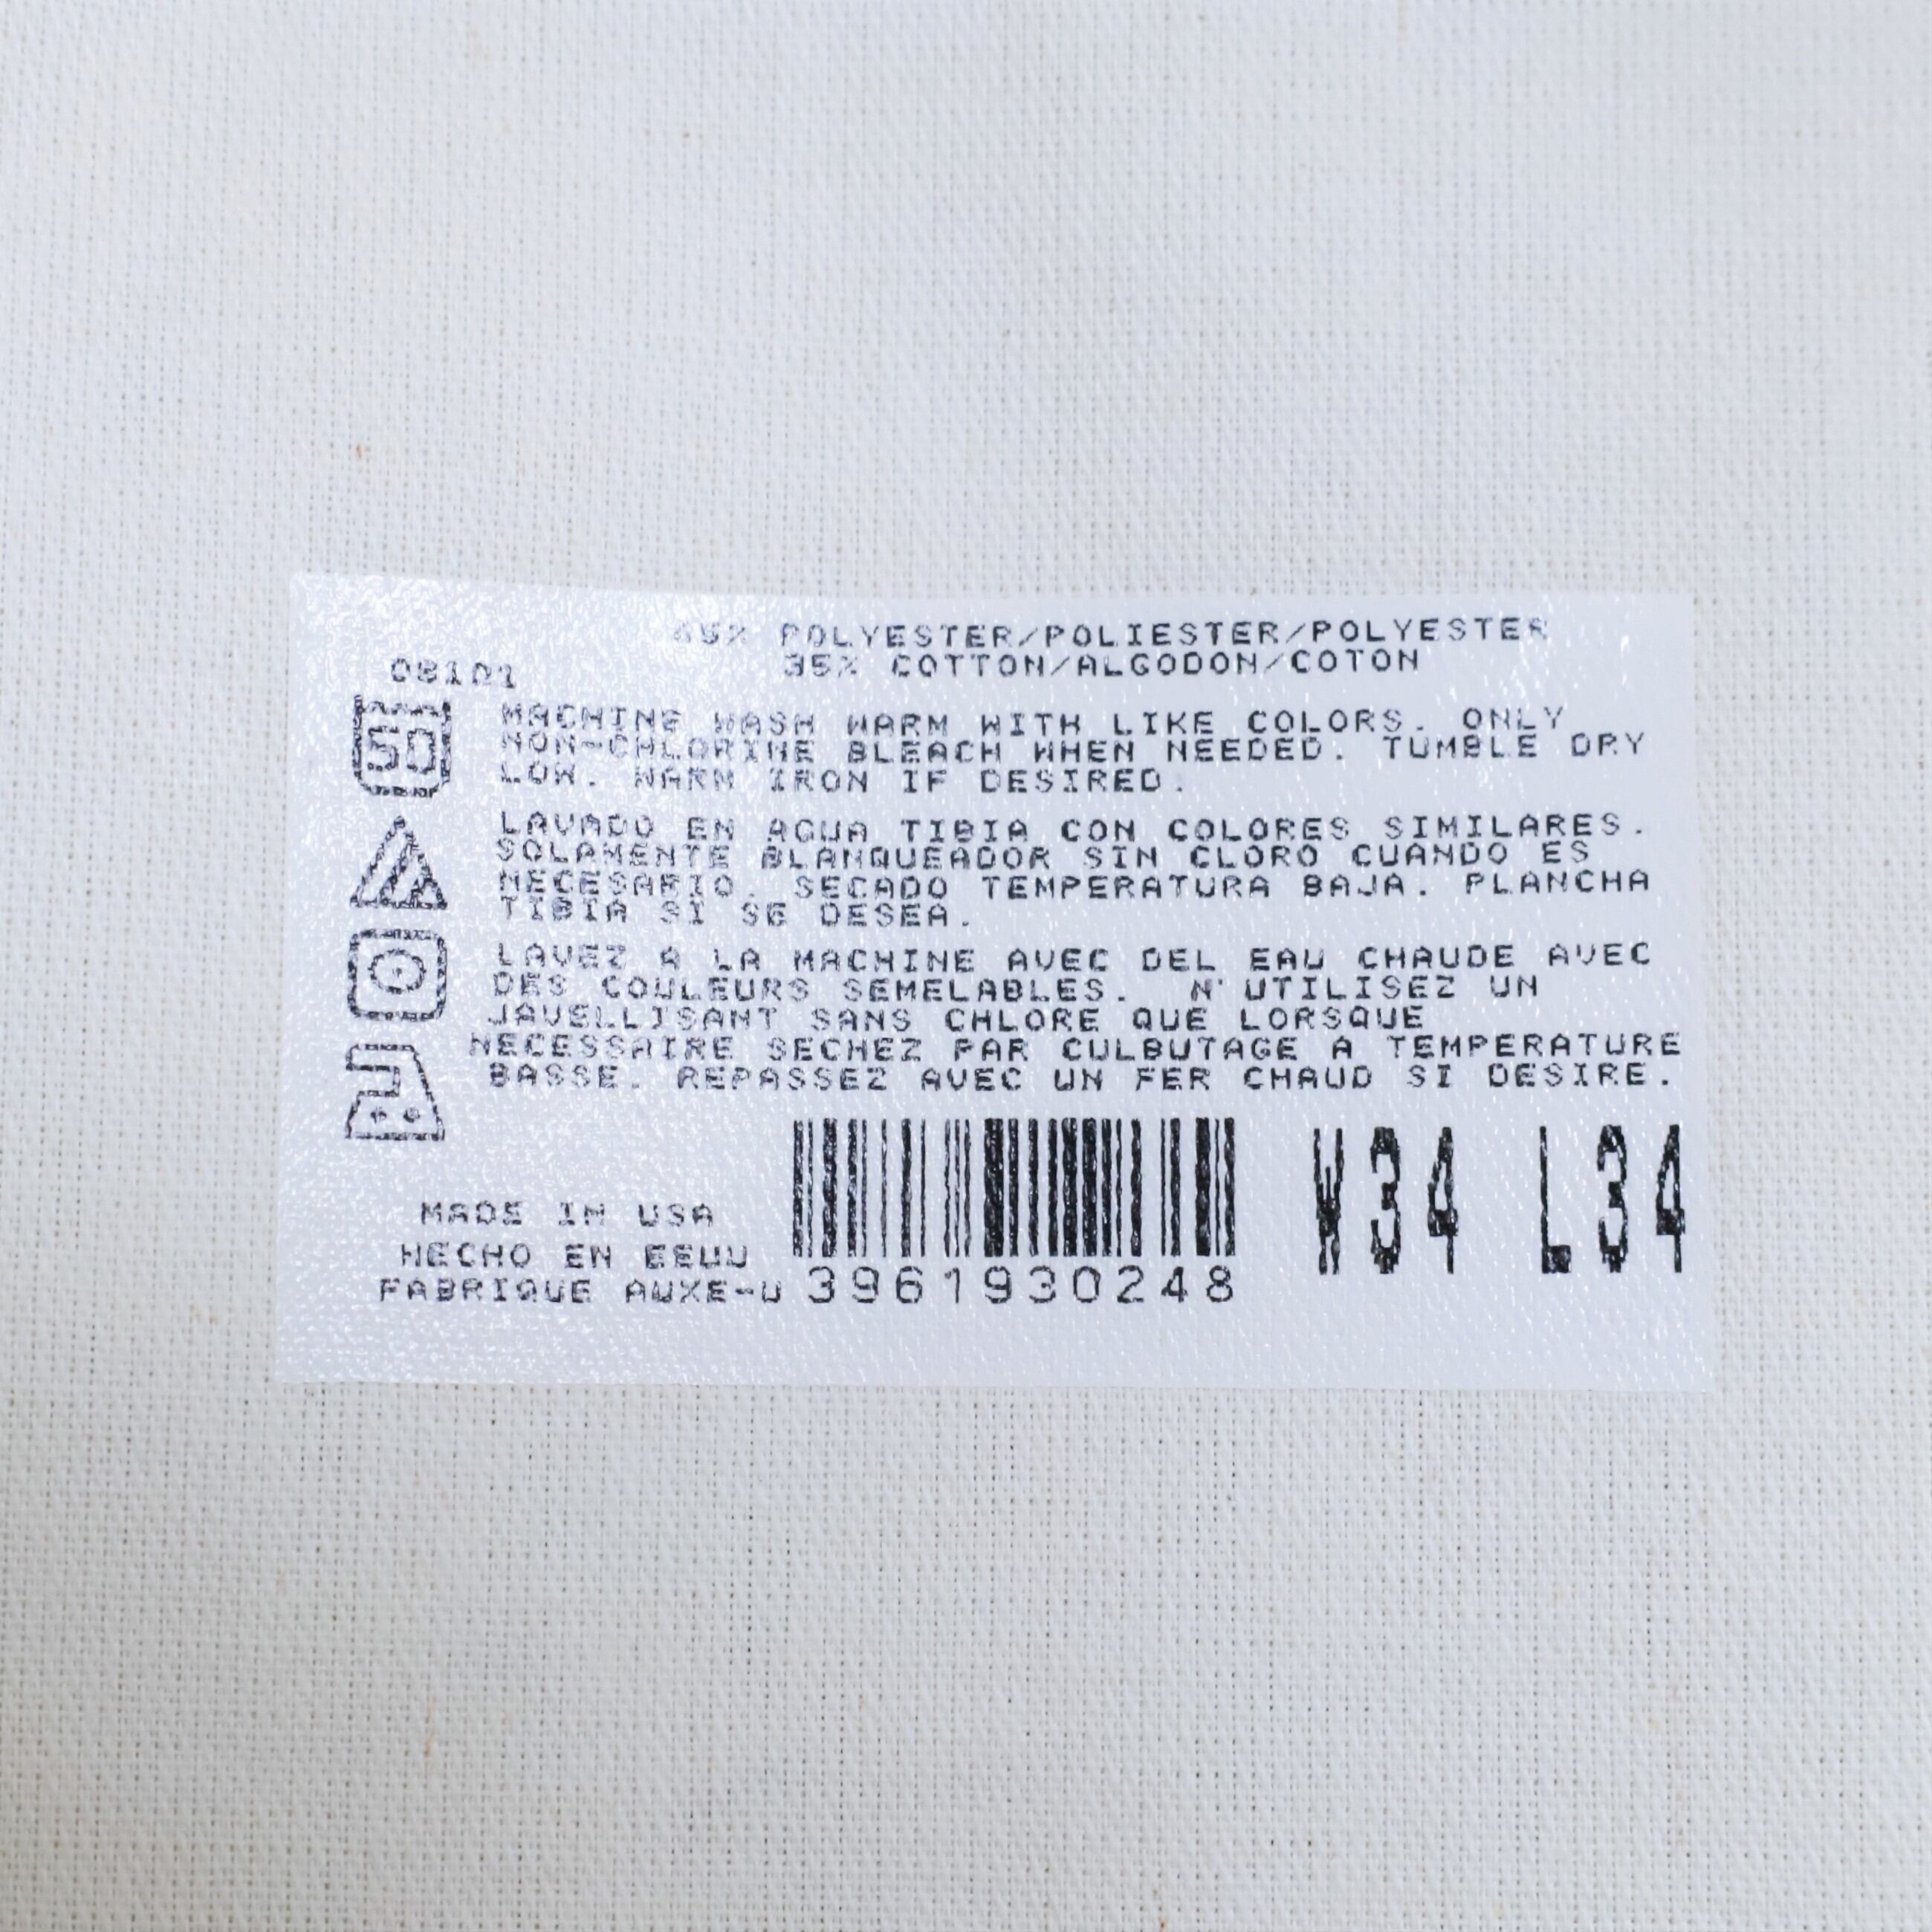 65% POLYESTER/POLIESTER/POLYESTER
35% COTTON/ALGODON/COTON
08101
50
MACHINE WASH WARM WITH LIKE COLORS. ONLY
NON-CHLORINE BLEACH WHEN NEEDED. TUMBLE DRY
LOW. WARM IRON IF DESIRED.
LAVADO EN AGUA TIBIA CON COLORES SIMILARES.
SOLAMENTE BLANQUEADOR SIN CLORO CUANDO ES
NECESARIO. SECADO TEMPERATURA BAJA. PLANCHA
TIBIA SI SE DESEA.
LAVEZ A LA MACHINE AVEC DEL EAU CHAUDE AVEC
DES COULEURS SEMELABLES. N'UTILISEZ UN
JAVELLISANT SANS CHLORE QUE LORSQUE
NECESSAIRE SECHEZ PAR CULBUTAGE A TEMPERATURE
BASSE. REPASSEZ AVEC UN FER CHAUD SI DESIRE.
MADE IN USA
HECHO EN EEUU
FABRIQUE AUXE-U
3961930248
W34 L34